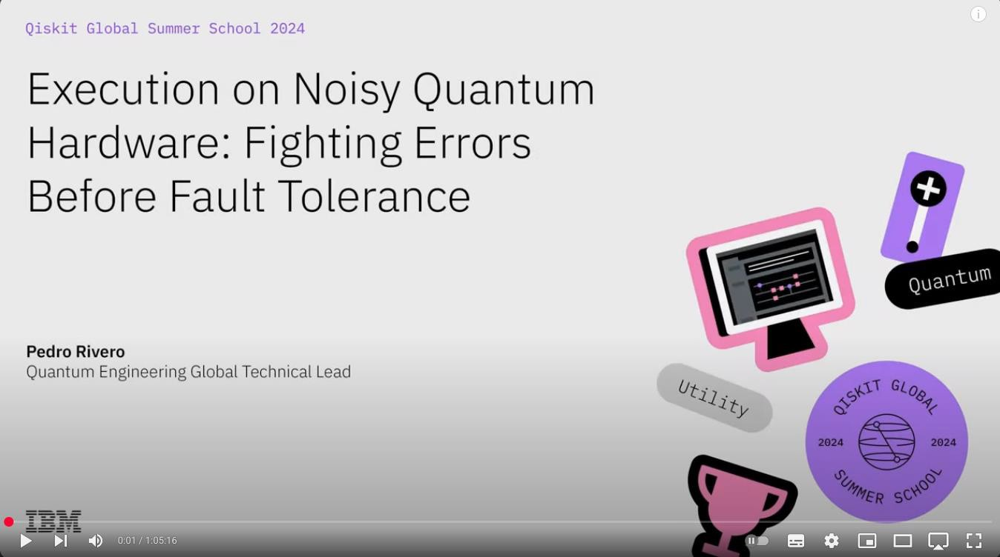 Qiskit Global Summer School 2024
Execution on Noisy Quantum
Hardware: Fighting Errors
Before Fault Tolerance
Quantum
Pedro Rivero
Quantum Engineering Global Technical Lead
Utility
QISKIT GLOBAL
2024 2024
SUMMER SCHOOL
IBM
0:01 / 1:05:16